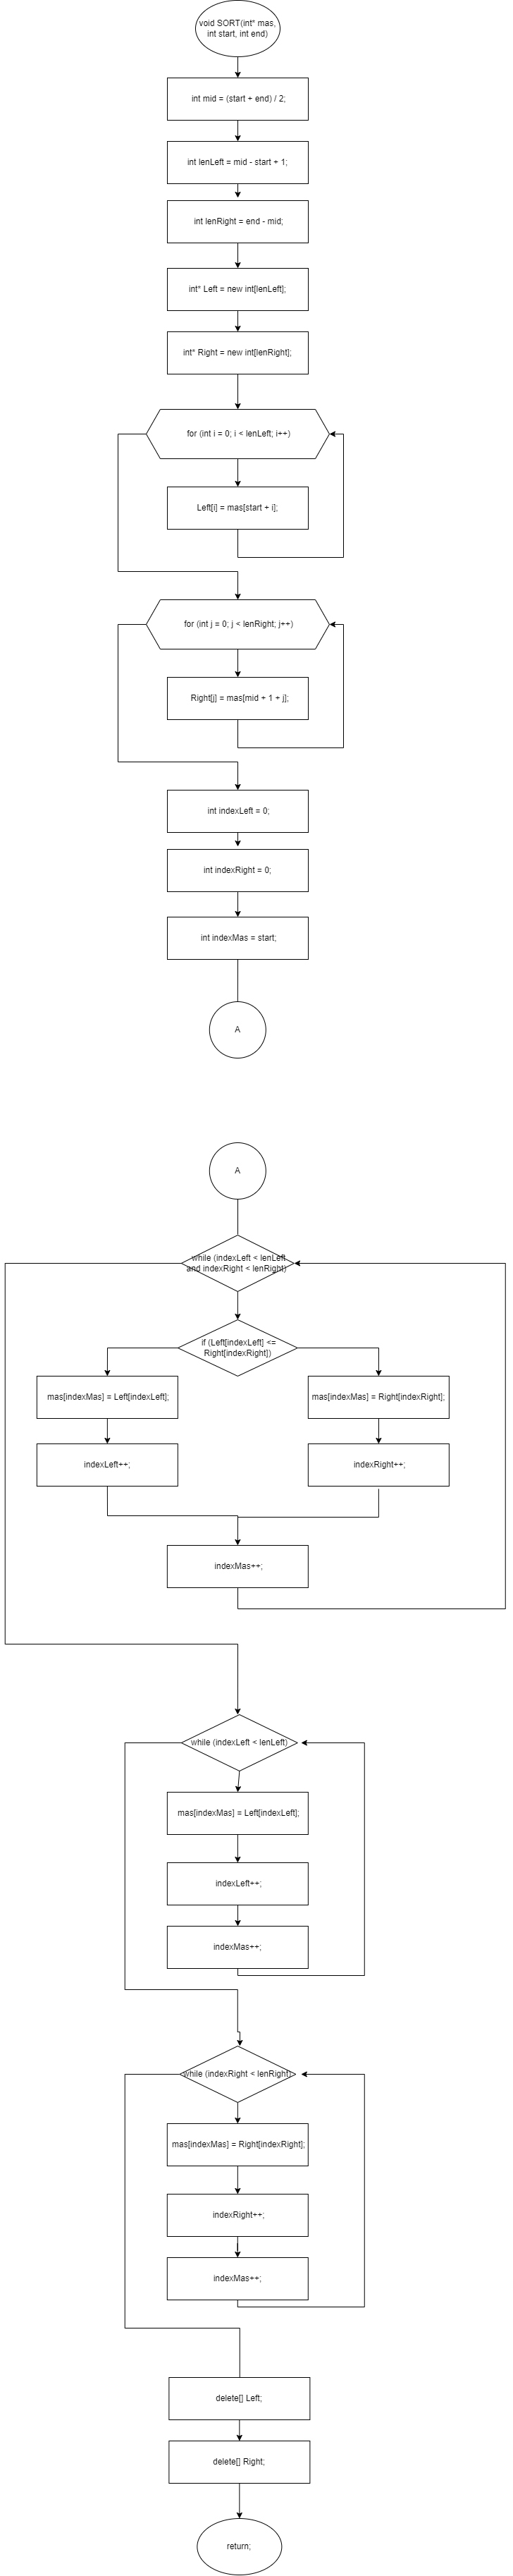 void SORT(int* mas,
int start, int end)
int mid = (start + end) / 2;
int lenLeft = mid - start + 1;
int lenRight = end - mid;
int* Left = new int[lenLeft];
int* Right = new int[lenRight];
for (int i = 0; i < lenLeft; i++)
Left[i] = mas[start + i];
for (int j = 0; j < lenRight; j++)
Right[j] = mas[mid + 1 + j];
int indexLeft = 0;
int indexRight = 0;
int indexMas = start;
A
A
while (indexLeft < lenLeft
and indexRight < lenRight)
if (Left[indexLeft] <=
Right[indexRight])
mas[indexMas] = Left[indexLeft];
mas[indexMas] = Right[indexRight];
indexLeft++;
indexRight++;
indexMas++;
while (indexLeft < lenLeft)
mas[indexMas] = Left[indexLeft];
indexLeft++;
indexMas++;
while (indexRight < lenRight)
mas[indexMas] = Right[indexRight];
indexRight++;
indexMas++;
delete[] Left;
delete[] Right;
return;